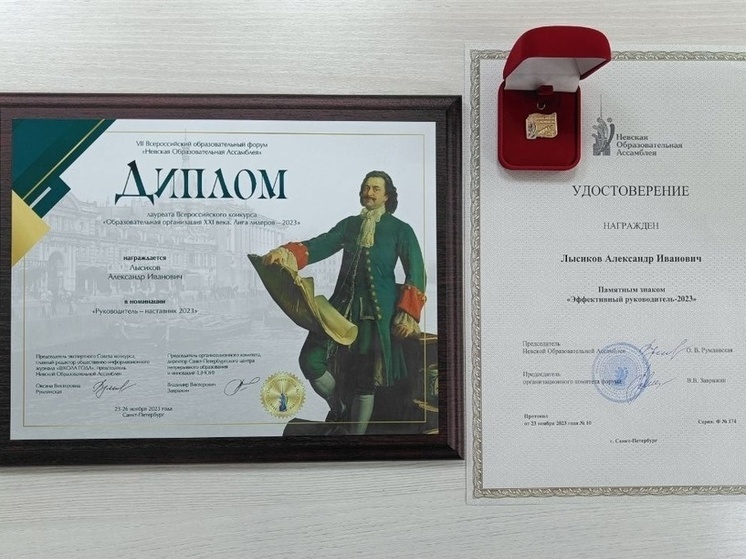 VII Всероссийский образовательный форум
«Невская Образовательная Ассамблея»
Диплом
лауреата Всероссийского конкурса
«Образовательная организация XXI века. Лига лидеров – 2023»
награждается
Лысиков
Александр Иванович
в номинации
«Руководитель – наставник 2023»
Председатель экспертного Совета конкурса,
главный редактор общественно-информационного
журнала «ШКОЛА ГОДА», председатель
Невской Образовательной Ассамблеи
Оксана Викторовна
Румянская
Председатель организационного комитета,
директор Санкт-Петербургского центра
непрерывного образования
и инноваций
Владимир Викторович
23-26 ноября 2023 года
Санкт-Петербург
Невская
Образовательная
Ассамблея
УДОСТОВЕРЕНИЕ
НАГРАЖДЕН
Лысиков Александр Иванович
Памятным знаком
«Эффективный руководитель-2023»
Председатель
Невской Образовательной Ассамблеи
О. В. Румянская
Председатель
организационного комитета форума
В.В.
Протокол
от 23 ноября 2023 года № 10
Серия: Ф № 174
г. Санкт-Петербург